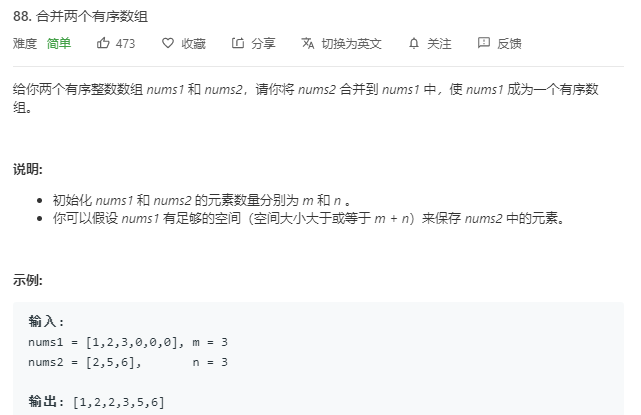 88. 合并两个有序数组
难度 简单 473 收藏 分享 切换为英文 关注 反馈
给你两个有序整数数组 nums1 和 nums2，请你将 nums2 合并到 nums1 中，使 nums1 成为一个有序数
组。
说明:
初始化 nums1 和 nums2 的元素数量分别为 m 和 n 。
你可以假设 nums1 有足够的空间（空间大小大于或等于 m + n）来保存 nums2 中的元素。
示例:
输入:
nums1 = [1,2,3,0,0,0], m = 3
nums2 = [2,5,6],       n = 3
输出: [1,2,2,3,5,6]